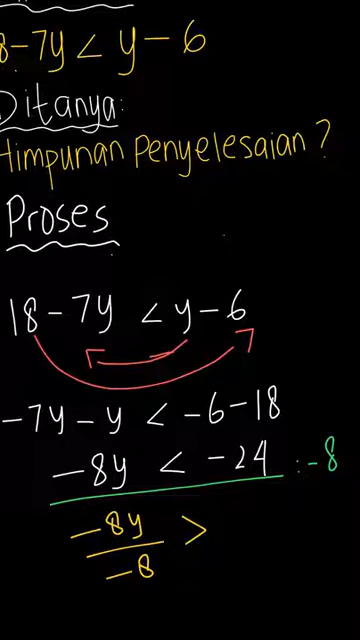 8-7y < y-6
Ditanya:
Himpunan Penyelesaian ?
Proses
18-7y < y-6
-7y-y < -6-18
-8y < -24 :-8
-8y >
-8